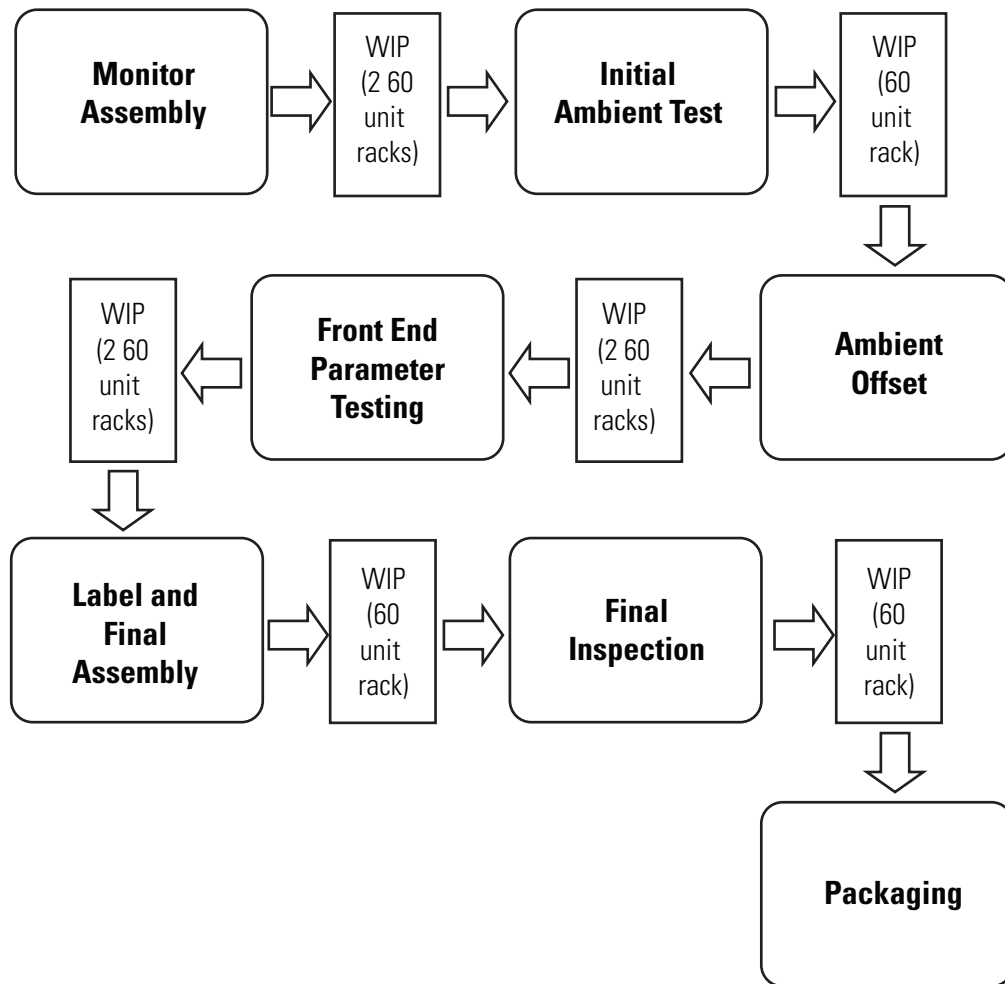 Monitor
Assembly
WIP
(2 60
unit
racks)
Initial
Ambient Test
WIP
(60
unit
rack)
Ambient
Offset
WIP
(2 60
unit
racks)
Front End
Parameter
Testing
WIP
(2 60
unit
racks)
Label and
Final
Assembly
WIP
(60
unit
rack)
Final
Inspection
WIP
(60
unit
rack)
Packaging